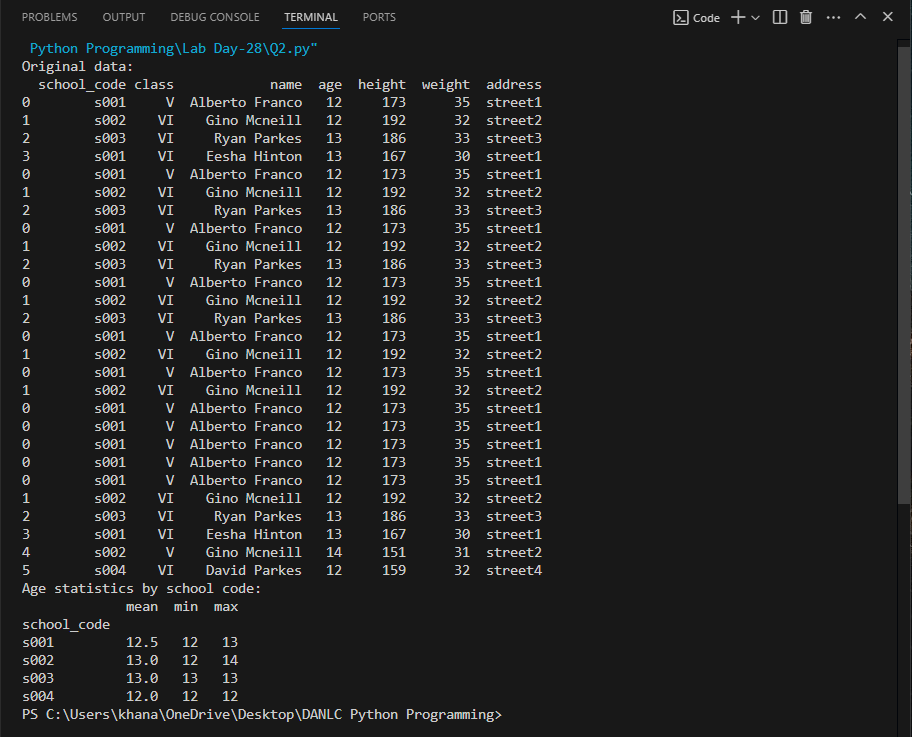 PROBLEMS OUTPUT DEBUG CONSOLE TERMINAL PORTS Code
Python Programming\Lab Day-28\Q2.py"
Original data:
school_code class name age height weight address
0 s001 V Alberto Franco 12 173 35 street1
1 s002 VI Gino Mcneill 12 192 32 street2
2 s003 VI Ryan Parkes 13 186 33 street3
3 s001 VI Eesha Hinton 13 167 30 street1
0 s001 V Alberto Franco 12 173 35 street1
1 s002 VI Gino Mcneill 12 192 32 street2
2 s003 VI Ryan Parkes 13 186 33 street3
0 s001 V Alberto Franco 12 173 35 street1
1 s002 VI Gino Mcneill 12 192 32 street2
2 s003 VI Ryan Parkes 13 186 33 street3
0 s001 V Alberto Franco 12 173 35 street1
1 s002 VI Gino Mcneill 12 192 32 street2
2 s003 VI Ryan Parkes 13 186 33 street3
0 s001 V Alberto Franco 12 173 35 street1
1 s002 VI Gino Mcneill 12 192 32 street2
0 s001 V Alberto Franco 12 173 35 street1
1 s002 VI Gino Mcneill 12 192 32 street2
0 s001 V Alberto Franco 12 173 35 street1
0 s001 V Alberto Franco 12 173 35 street1
0 s001 V Alberto Franco 12 173 35 street1
0 s001 V Alberto Franco 12 173 35 street1
0 s001 V Alberto Franco 12 173 35 street1
1 s002 VI Gino Mcneill 12 192 32 street2
2 s003 VI Ryan Parkes 13 186 33 street3
3 s001 VI Eesha Hinton 13 167 30 street1
4 s002 V Gino Mcneill 14 151 31 street2
5 s004 VI David Parkes 12 159 32 street4
Age statistics by school code:
mean min max
school_code
s001 12.5 12 13
s002 13.0 12 14
s003 13.0 13 13
s004 12.0 12 12
PS C:\Users\khana\OneDrive\Desktop\DANLC Python Programming>